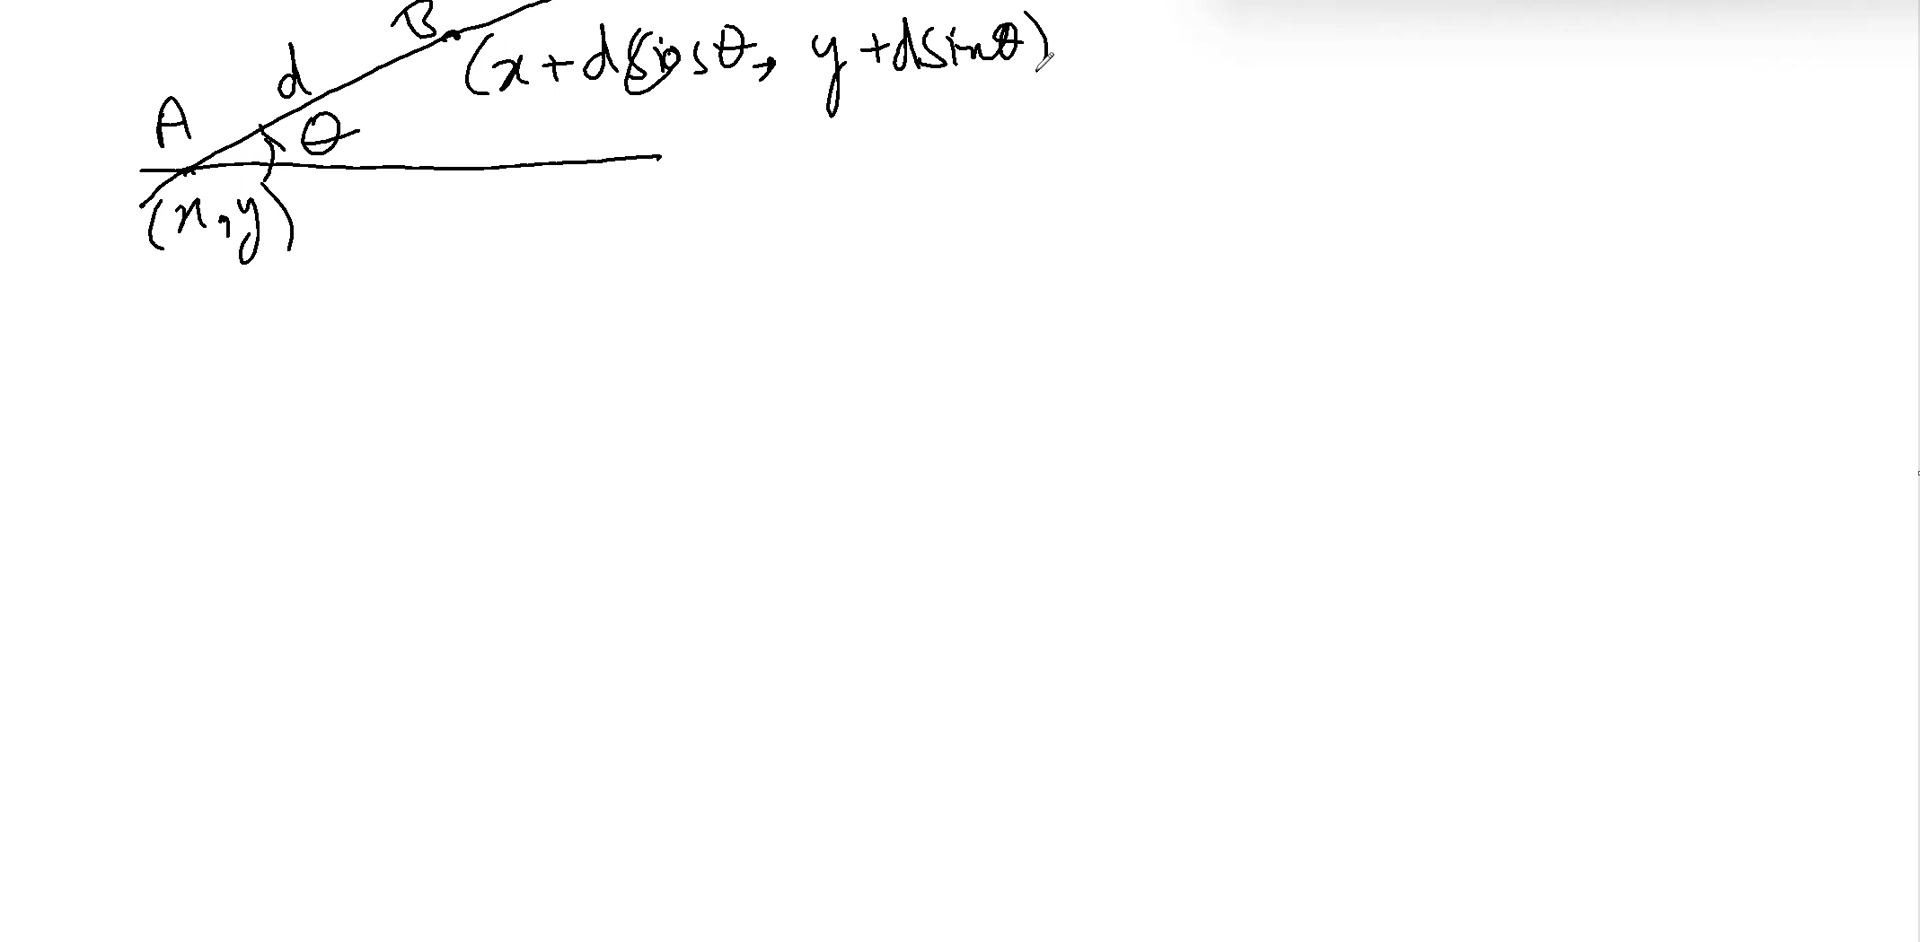 B
(x+dcosθ, y+dsinθ)
d
A
θ
(x,y)